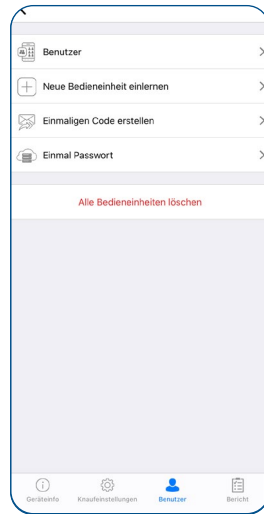 Benutzer
Neue Bedieneinheit einlernen
Einmaligen Code erstellen
Einmal Passwort
Alle Bedieneinheiten löschen
Geräteinfo Knaufeinstellungen Benutzer Bericht